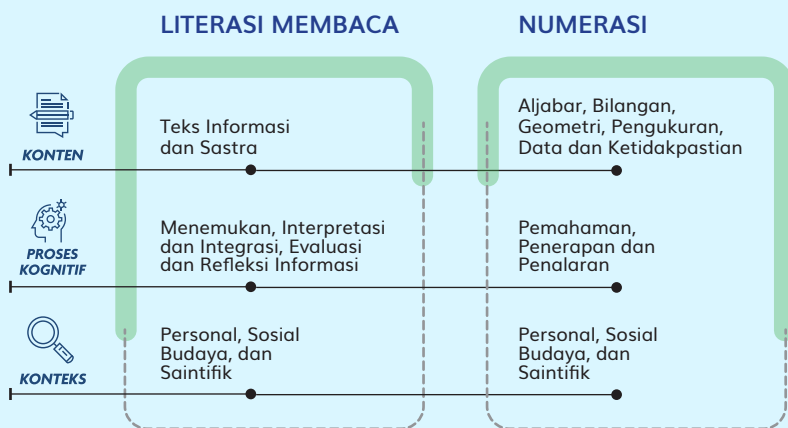 LITERASI MEMBACA
NUMERASI
KONTEN
Teks Informasi
dan Sastra
Aljabar, Bilangan,
Geometri, Pengukuran,
Data dan Ketidakpastian
PROSES
KOGNITIF
Menemukan, Interpretasi
dan Integrasi, Evaluasi
dan Refleksi Informasi
Pemahaman,
Penerapan dan
Penalaran
KONTEKS
Personal, Sosial
Budaya, dan
Saintifik
Personal, Sosial
Budaya, dan
Saintifik